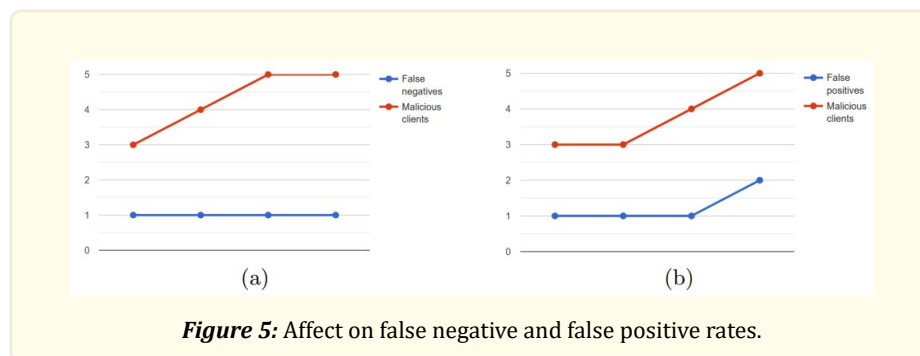 5
4
3
2
1
0
False
negatives
Malicious
clients
(a)
5
4
3
2
1
0
False
positives
Malicious
clients
(b)
Figure 5: Affect on false negative and false positive rates.